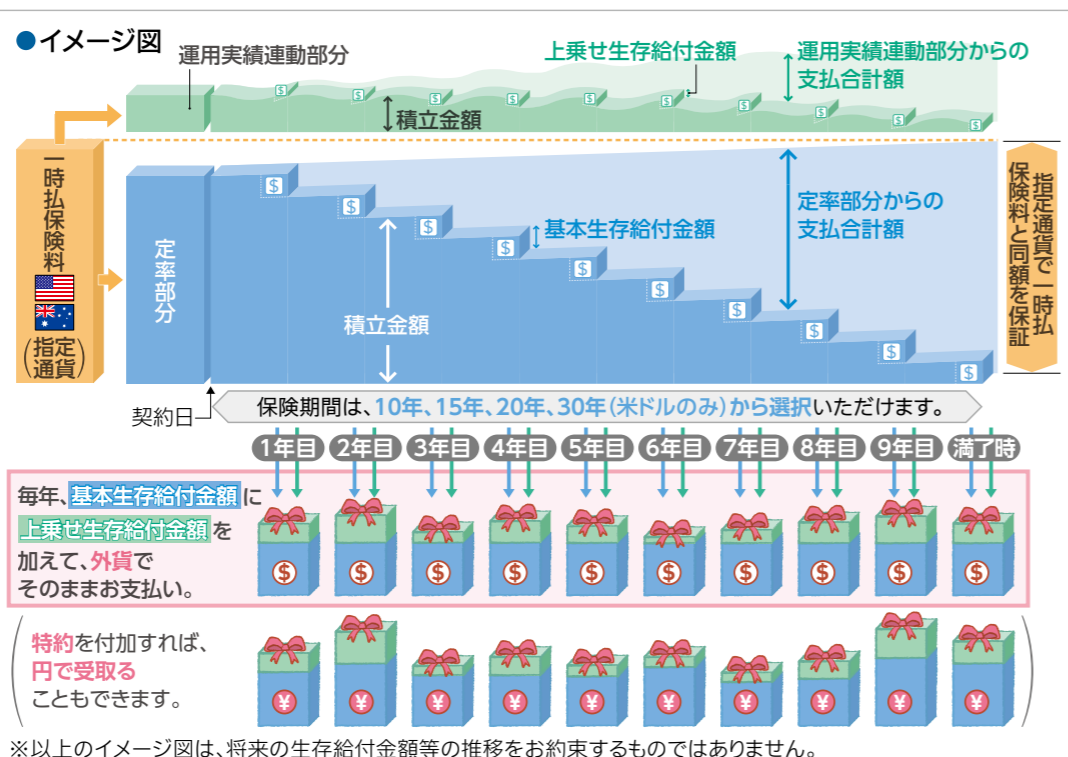 ●イメージ図
運用実績連動部分
上乗せ生存給付金額
運用実績連動部分からの
支払合計額
積立金額
一時払保険料
(指定通貨)
定率部分
基本生存給付金額
定率部分からの
支払合計額
積立金額
指定通貨で一時払
保険料と同額を保証
契約日
保険期間は、10年、15年、20年、30年(米ドルのみ)から選択いただけます。
1年目 2年目 3年目 4年目 5年目 6年目 7年目 8年目 9年目 満了時
毎年、基本生存給付金額に
上乗せ生存給付金額を
加えて、外貨で
そのままお支払い。
$ $ $ $ $ $ $ $ $ $
特約を付加すれば、
円で受取る
こともできます。
¥ ¥ ¥ ¥ ¥ ¥ ¥ ¥ ¥ ¥
※以上のイメージ図は、将来の生存給付金額等の推移をお約束するものではありません。